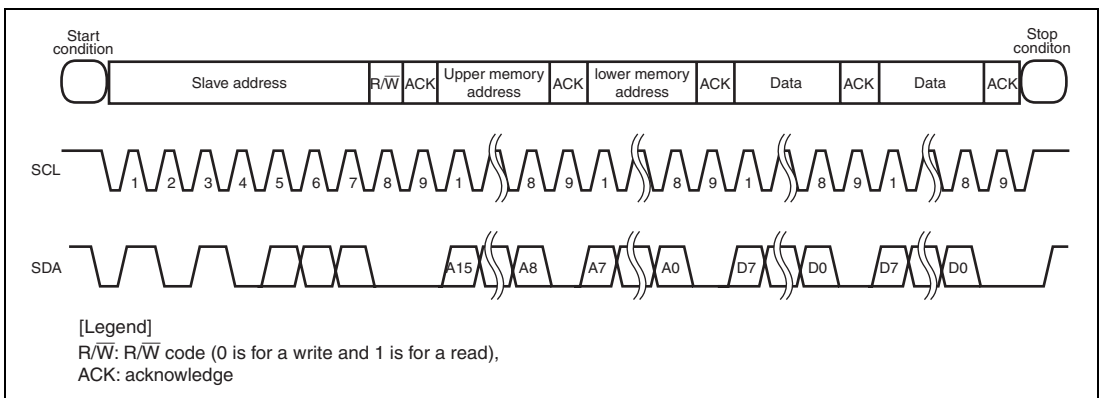 Start
condition
Stop
conditon
Slave address R/W̅ ACK Upper memory
address ACK lower memory
address ACK Data ACK Data ACK
SCL 1 2 3 4 5 6 7 8 9 1 8 9 1 8 9 1 8 9 1 8 9
SDA A15 A8 A7 A0 D7 D0 D7 D0
[Legend]
R/W̅: R/W̅ code (0 is for a write and 1 is for a read),
ACK: acknowledge